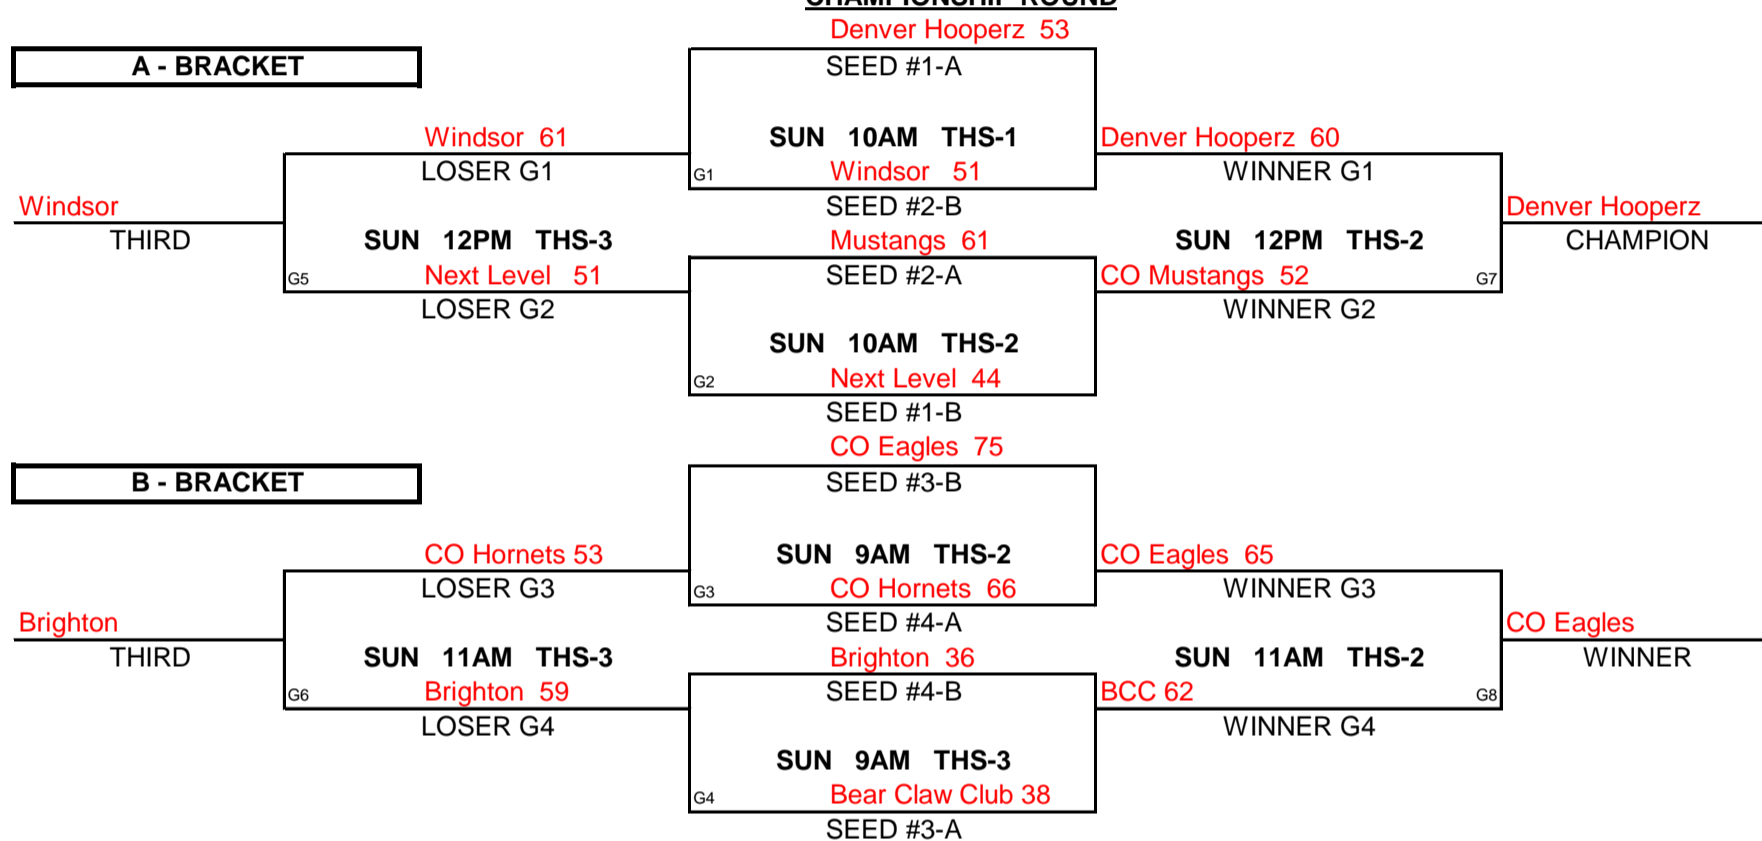 CHAMPIONSHIP ROUND
Denver Hooperz 53
A - BRACKET
SEED #1-A
Windsor 61
SUN 10AM THS-1
Denver Hooperz 60
LOSER G1
G1
Windsor 51
WINNER G1
Windsor
SEED #2-B
Denver Hooperz
THIRD
SUN 12PM THS-3
Mustangs 61
SUN 12PM THS-2
CHAMPION
G5
Next Level 51
SEED #2-A
CO Mustangs 52
G7
LOSER G2
WINNER G2
SUN 10AM THS-2
G2
Next Level 44
SEED #1-B
CO Eagles 75
B - BRACKET
SEED #3-B
CO Hornets 53
SUN 9AM THS-2
CO Eagles 65
LOSER G3
G3
CO Hornets 66
WINNER G3
Brighton
SEED #4-A
CO Eagles
THIRD
SUN 11AM THS-3
Brighton 36
SUN 11AM THS-2
WINNER
G6
Brighton 59
SEED #4-B
BCC 62
G8
LOSER G4
WINNER G4
SUN 9AM THS-3
G4
Bear Claw Club 38
SEED #3-A